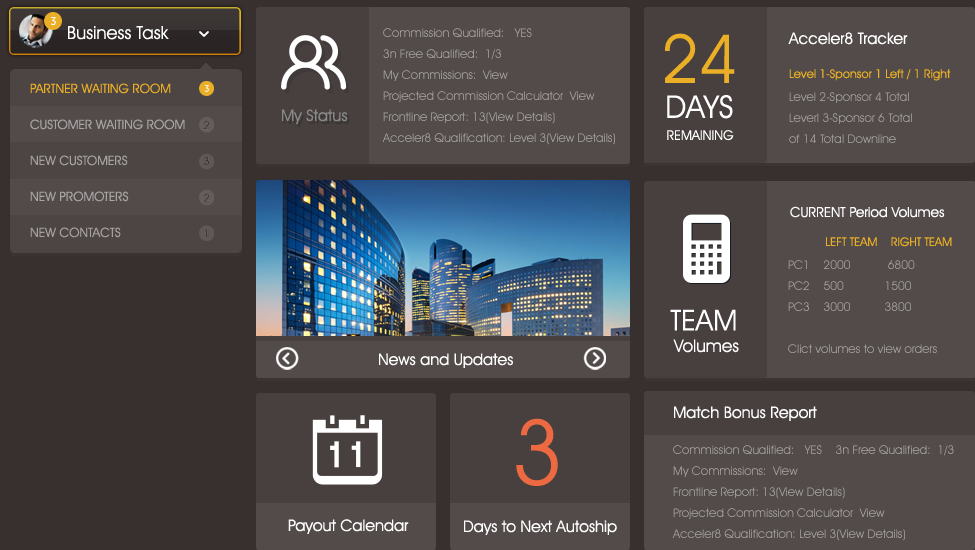 3
Business Task
PARTNER WAITING ROOM 3
CUSTOMER WAITING ROOM 2
NEW CUSTOMERS 3
NEW PROMOTERS 2
NEW CONTACTS 1
My Status
Commission Qualified: YES
3n Free Qualified: 1/3
My Commissions: View
Projected Commission Calculator View
Frontline Report: 13(View Details)
Acceler8 Qualification: Level 3(View Details)
24
DAYS
REMAINING
Acceler8 Tracker
Level 1-Sponsor 1 Left / 1 Right
Level 2-Sponsor 4 Total
Leverl 3-Sponsor 6 Total
of 14 Total Downline
News and Updates
TEAM
Volumes
CURRENT Period Volumes
LEFT TEAM RIGHT TEAM
PC1 2000 6800
PC2 500 1500
PC3 3000 3800
Clict volumes to view orders
11
Payout Calendar
3
Days to Next Autoship
Match Bonus Report
Commission Qualified: YES 3n Free Qualified: 1/3
My Commissions: View
Frontline Report: 13(View Details)
Projected Commission Calculator View
Acceler8 Qualification: Level 3(View Details)